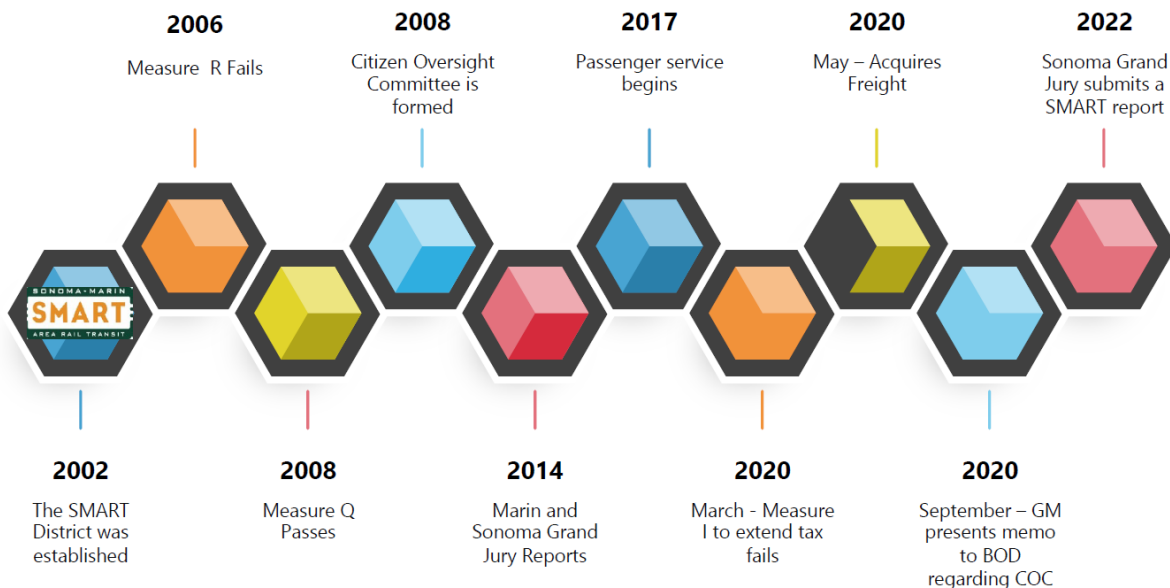 2006
Measure R Fails
2008
Citizen Oversight
Committee is
formed
2017
Passenger service
begins
2020
May – Acquires
Freight
2022
Sonoma Grand
Jury submits a
SMART report
SONOMA-MARIN
SMART
AREA RAIL TRANSIT
2002
The SMART
District was
established
2008
Measure Q
Passes
2014
Marin and
Sonoma Grand
Jury Reports
2020
March - Measure
I to extend tax
fails
2020
September – GM
presents memo
to BOD
regarding COC